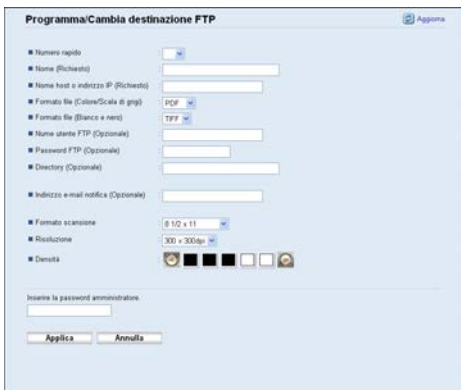 Programma/Cambia destinazione FTP
Aggiorna
Numero rapido
Nome (Richiesto)
Nome host o indirizzo IP (Richiesto)
Formato file (Colore/Scala di grigi) : PDF
Formato file (Bianco e nero) : TIFF
Nume utente FTP (Opzionale)
Password FTP (Opzionale)
Directory (Opzionale)
Indirizzo e-mail notifica (Opzionale)
Formato scansione : 8 1/2 x 11
Risoluzione : 300 x 300dpi
Densità
Inserire la password amministratore.
Applica Annulla